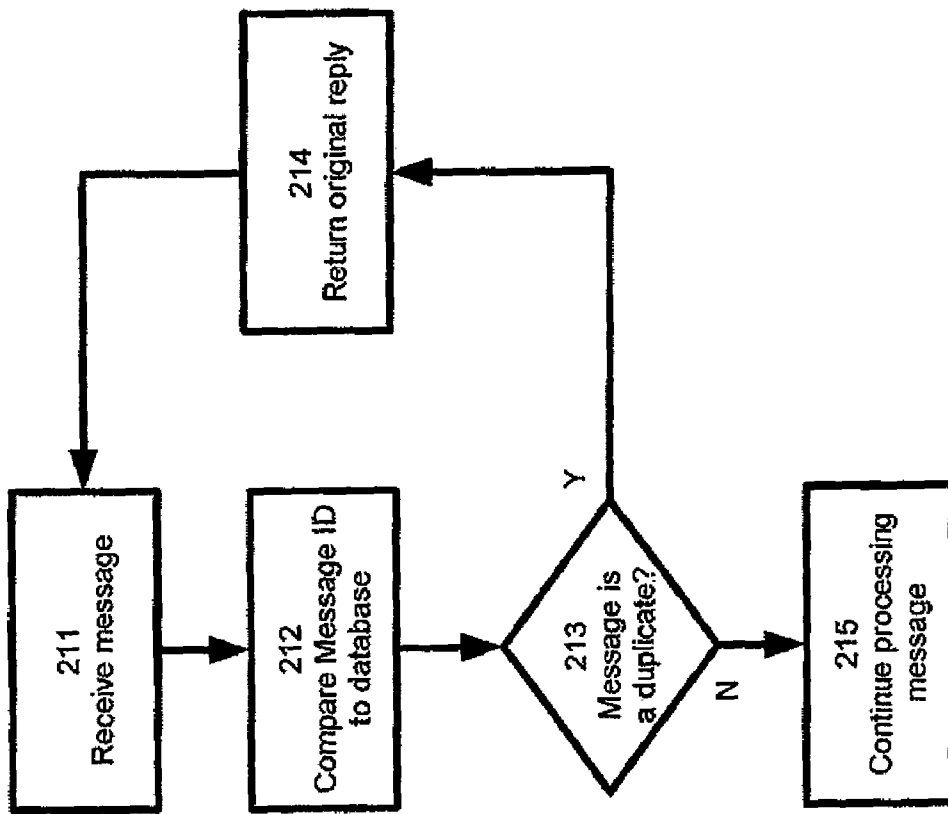 211
Receive message
212
Compare Message ID
to database
213
Message is
a duplicate?
Y
N
214
Return original reply
215
Continue processing
message